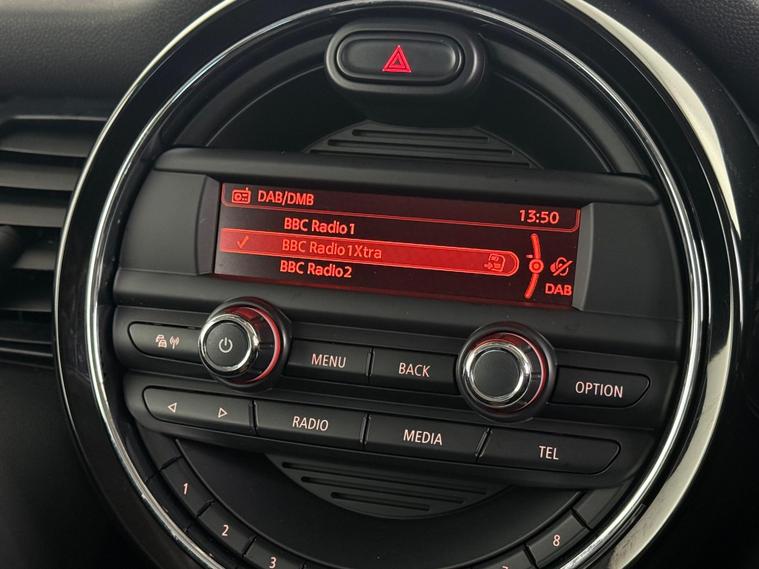 DAB/DMB
13:50
BBC Radio1
BBC Radio1Xtra
BBC Radio2
DAB
MENU
BACK
OPTION
RADIO
MEDIA
TEL
1
2
3
8